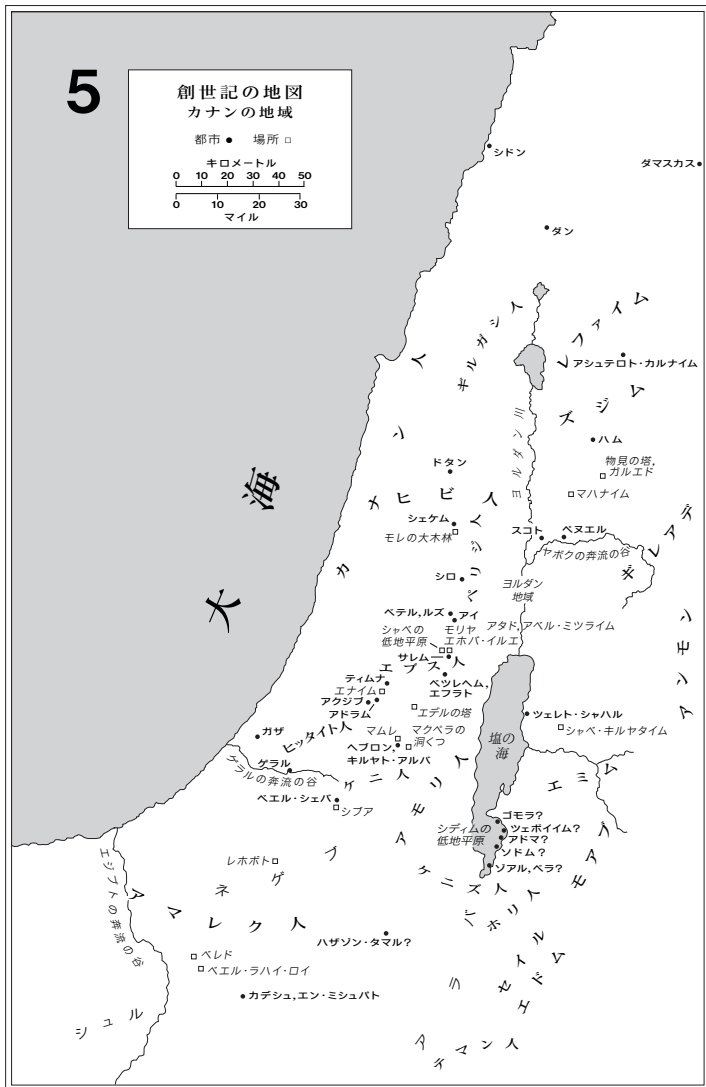 5
創世記の地図
カナンの地域
都市 場所
キロメートル
0 10 20 30 40 50
0 10 20 30
マイル
シドン
ダマスカス
ダン
ギルガシ人
レファイム
アシュテロト・カルナイム
ズジム
ハム
物見の塔,
ガルエド
マハナイム
ヨルダン川
大海
カナン人
ドタン
ヒビ人
シェケム
モレの大木林
ペリジ人
スコト
ペヌエル
ヤボクの奔流の谷
ギレアデ
シロ
ヨルダン
地域
ベテル,ルズ
アイ
アタド,アベル・ミツライム
シャベの
低地平原
モリヤ
エホバ・イルエ
サレム
エブス人
ベツレヘム,
エフラト
アンモン
ティムナ
エナイム
アクジブ
アドラム
エデルの塔
ツェレト・シャハル
シャベ・キルヤタイム
ガザ
ヒッタイト人
マムレ
マクペラの
洞くつ
ヘブロン,
キルヤト・アルバ
塩の
海
ゲラル
ゲラルの奔流の谷
ケニ人
アモリ人
エミム
ベエル・シェバ
シブア
ゴモラ?
ツェボイイム?
アドマ?
ソドム?
ゾアル,ベラ?
シディムの
低地平原
モアブ
レホボト
ネゲブ
ケニズ人
ホリ人
エジプトの奔流の谷
アマレク人
ハザゾン・タマル?
アラバ
セイル
エドム
ベレド
ベエル・ラハイ・ロイ
カデシュ,エン・ミシュパト
シュル
テマン人